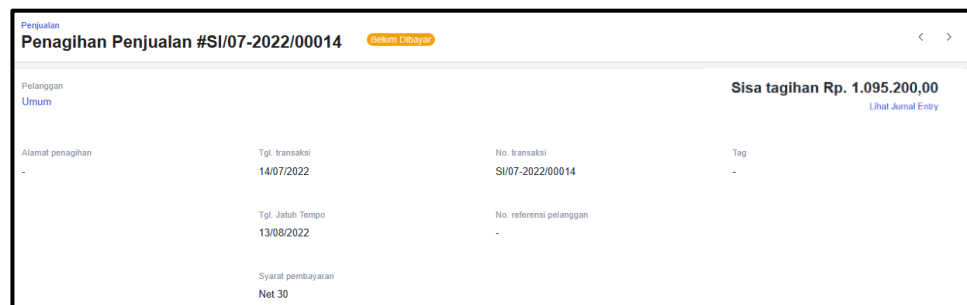 Penjualan
Penagihan Penjualan #SI/07-2022/00014 Belum Dibayar
Pelanggan
Umum
Sisa tagihan Rp. 1.095.200,00
Lihat Jurnal Entry
Alamat penagihan
-
Tgl. transaksi
14/07/2022
No. transaksi
SI/07-2022/00014
Tag
-
Tgl. Jatuh Tempo
13/08/2022
No. referensi pelanggan
-
Syarat pembayaran
Net 30